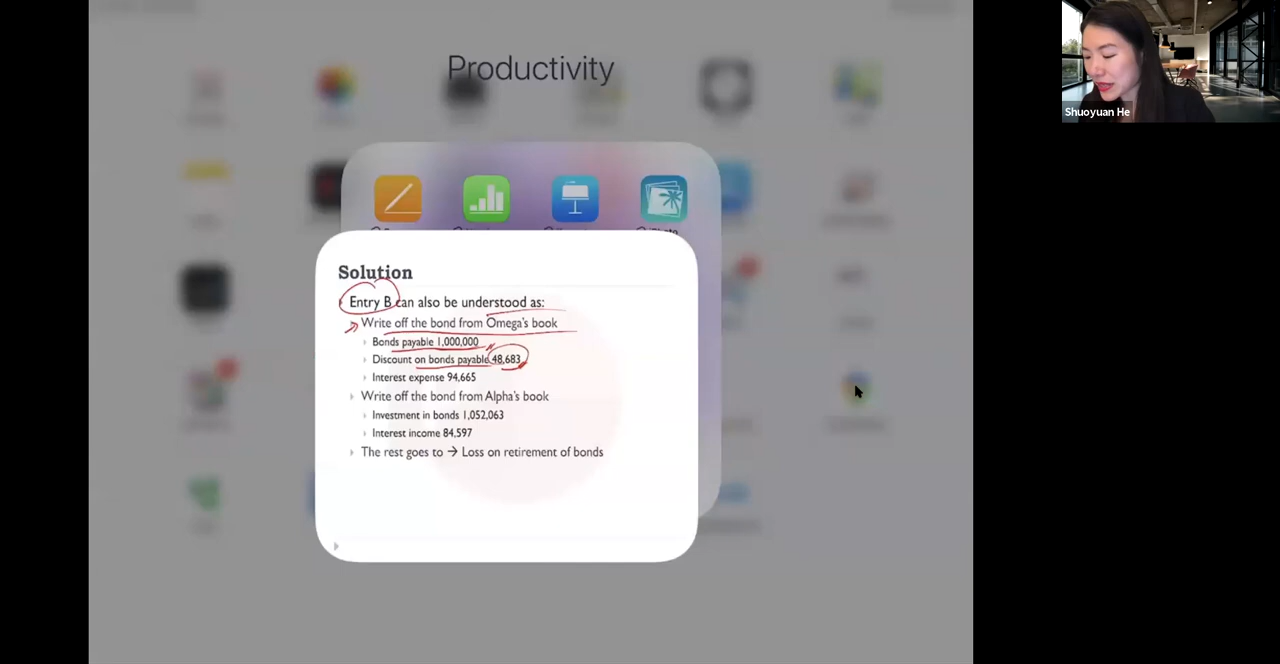 Productivity
Shuoyuan He
Solution
Entry B can also be understood as:
Write off the bond from Omega's book
Bonds payable 1,000,000
Discount on bonds payable 48,683
Interest expense 94,665
Write off the bond from Alpha's book
Investment in bonds 1,052,063
Interest income 84,597
The rest goes to → Loss on retirement of bonds